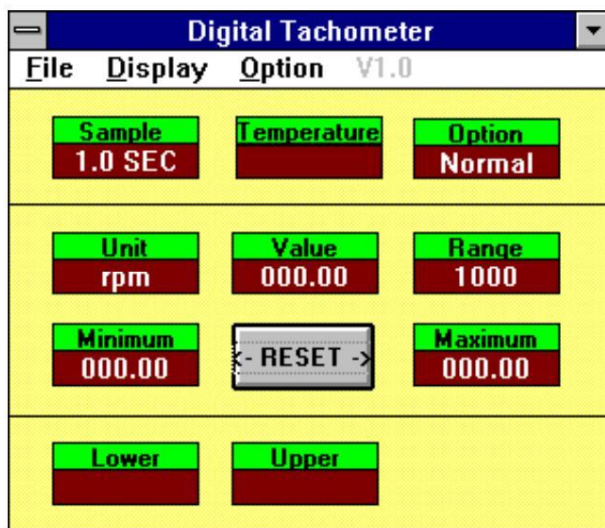 Digital Tachometer
File Display Option V1.0
Sample Temperature Option
1.0 SEC Normal
Unit Value Range
rpm 000.00 1000
Minimum <- RESET -> Maximum
000.00 000.00
Lower Upper